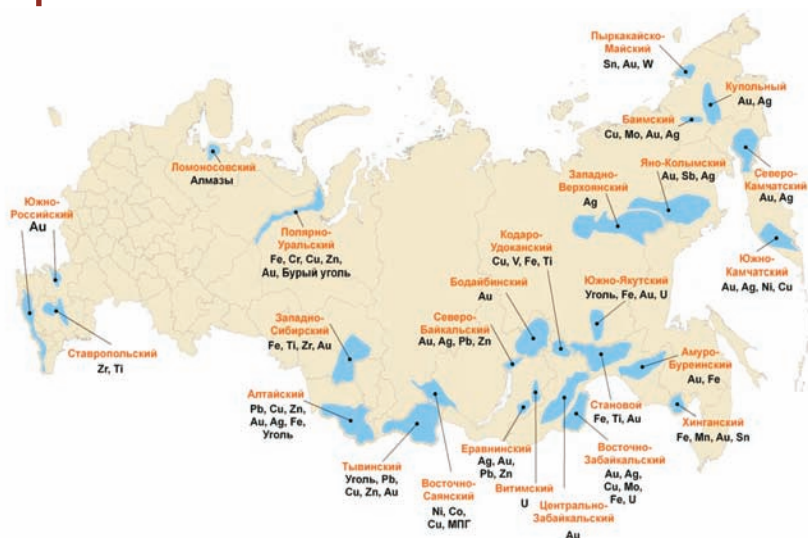 Пыркакайско-
Майский
Sn, Au, W
Купольный
Au, Ag
Баимский
Cu, Mo, Au, Ag
Ломоносовский
Алмазы
Яно-Колымский
Au, Sb, Ag
Западно-
Верхоянский
Ag
Северо-
Камчатский
Au, Ag
Южно-
Российский
Au
Полярно-
Уральский
Fe, Cr, Cu, Zn,
Au, Бурый уголь
Кодаро-
Удоканский
Cu, V, Fe, Ti
Южно-
Камчатский
Au, Ag, Ni, Cu
Бодайбинский
Au
Южно-Якутский
Уголь, Fe, Au, U
Западно-
Сибирский
Fe, Ti, Zr, Au
Северо-
Байкальский
Au, Ag, Pb, Zn
Ставропольский
Zr, Ti
Амуро-
Буреинский
Au, Fe
Алтайский
Pb, Cu, Zn,
Au, Ag, Fe,
Уголь
Становой
Fe, Ti, Au
Хинганский
Fe, Mn, Au, Sn
Тывинский
Уголь, Pb,
Cu, Zn, Au
Восточно-
Саянский
Ni, Co,
Cu, МПГ
Еравнинский
Ag, Au,
Pb, Zn
Витимский
U
Восточно-
Забайкальский
Au, Ag,
Cu, Mo,
Fe, U
Центрально-
Забайкальский
Au